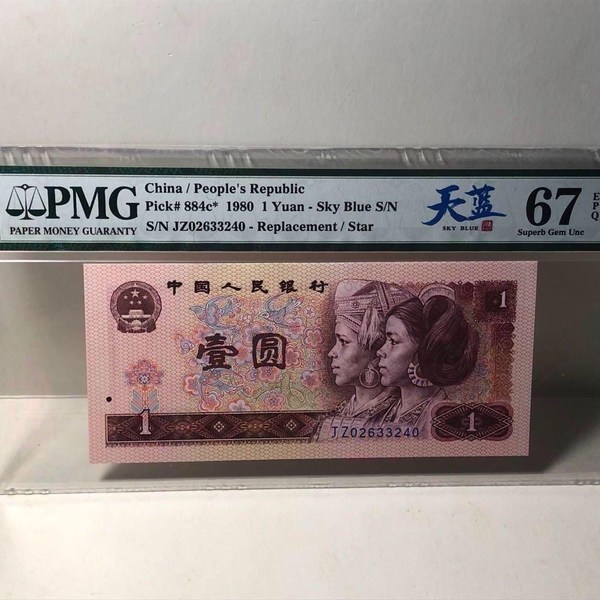 PMG
PAPER MONEY GUARANTY
China / People's Republic
Pick# 884c* 1980 1 Yuan - Sky Blue S/N
S/N JZ02633240 - Replacement / Star
天蓝
SKY BLUE
67
Superb Gem Unc
EPQ
中国人民银行
1
壹圆
1
JZ02633240
1